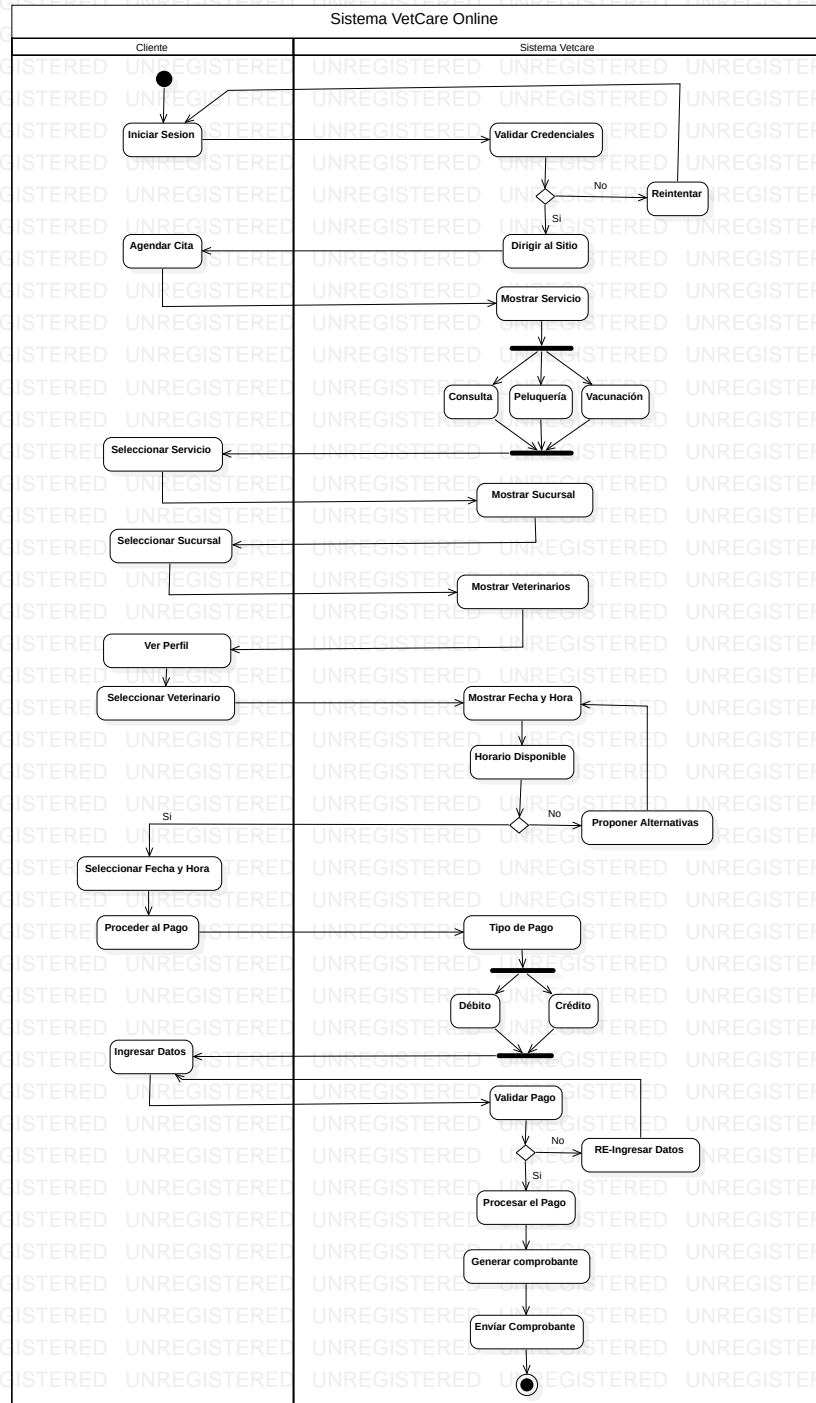 Sistema VetCare Online
Cliente
Sistema Vetcare
Iniciar Sesion
Validar Credenciales
No
Reintentar
Si
Agendar Cita
Dirigir al Sitio
Mostrar Servicio
Consulta
Peluquería
Vacunación
Seleccionar Servicio
Mostrar Sucursal
Seleccionar Sucursal
Mostrar Veterinarios
Ver Perfil
Seleccionar Veterinario
Mostrar Fecha y Hora
Horario Disponible
Si
No
Proponer Alternativas
Seleccionar Fecha y Hora
Proceder al Pago
Tipo de Pago
Débito
Crédito
Ingresar Datos
Validar Pago
No
RE-Ingresar Datos
Si
Procesar el Pago
Generar comprobante
Envíar Comprobante
UNREGISTERED